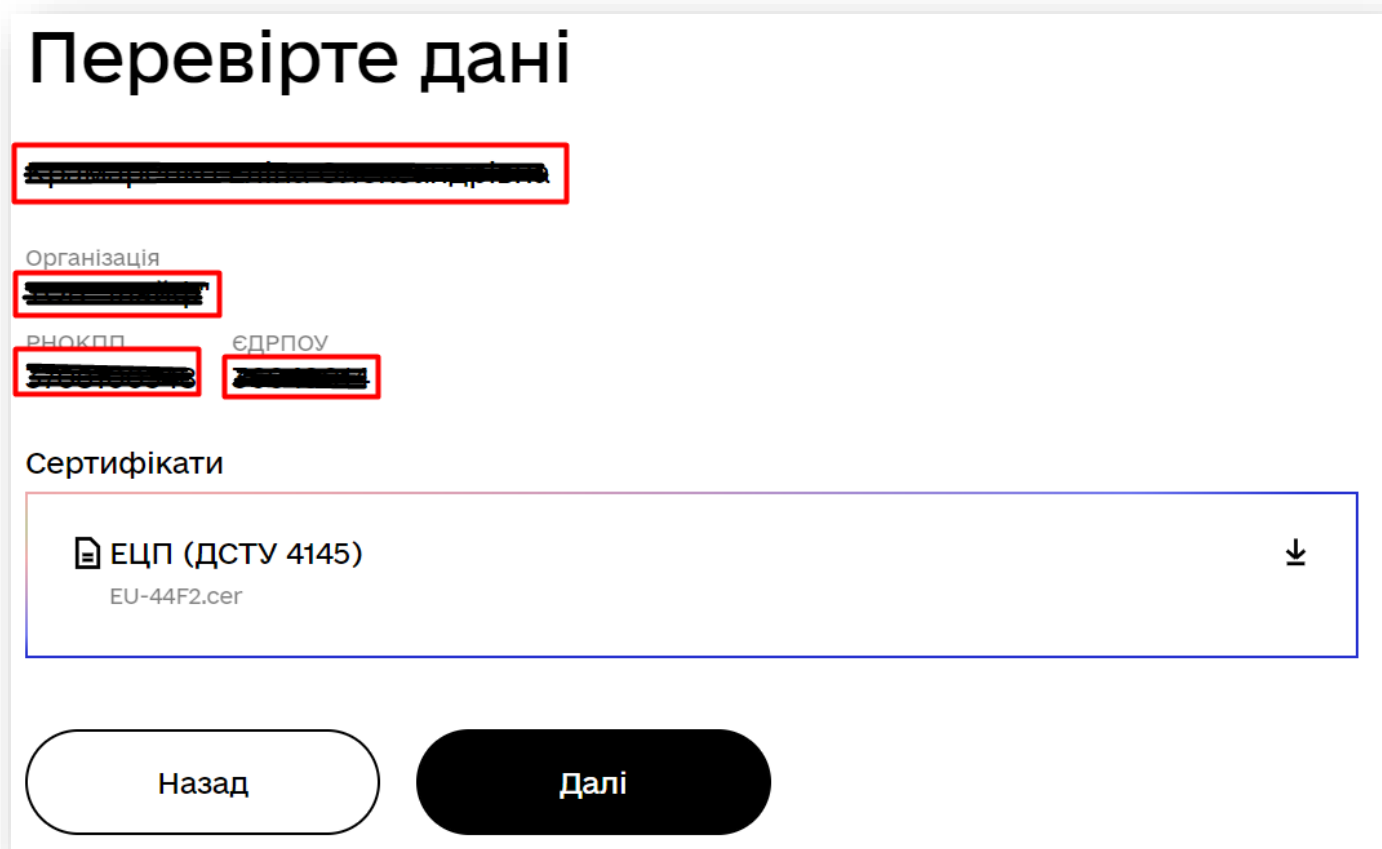 Перевірте дані
Організація
РНОКПП ЄДРПОУ
Сертифікати
ЕЦП (ДСТУ 4145)
EU-44F2.cer
Назад Далі